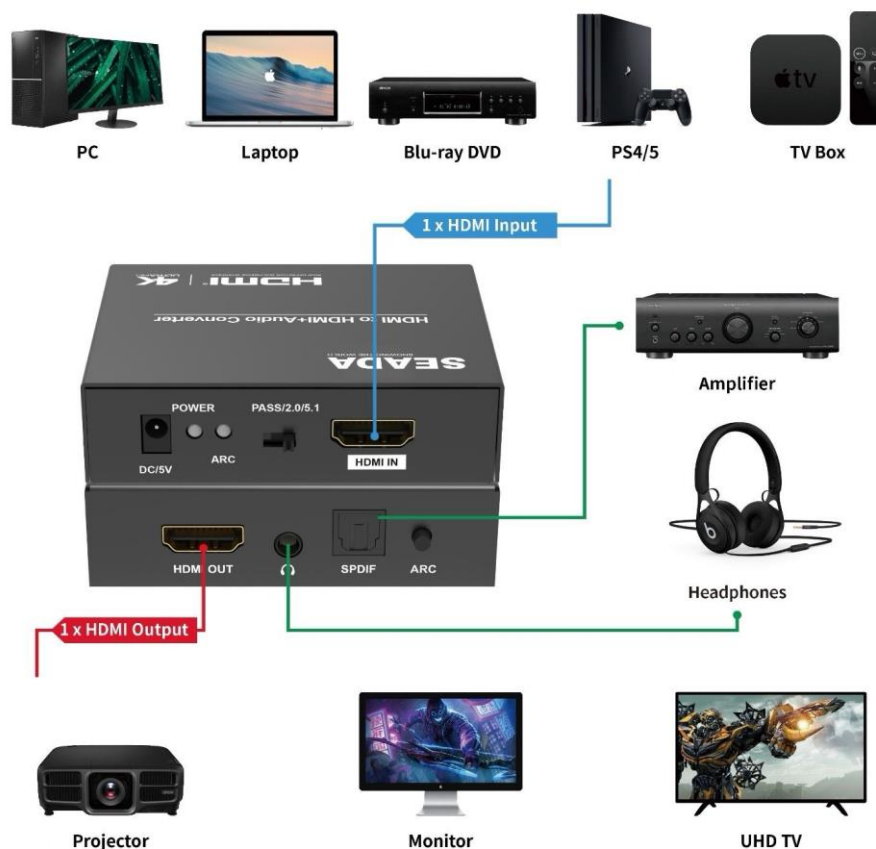 tv
PC
Laptop
Blu-ray DVD
PS4/5
TV Box
1 x HDMI Input
4K
HDMI
HDMI to HDMI+Audio Converter
SEADA
Amplifier
POWER
PASS/2.0/5.1
ARC
DC/5V
HDMI IN
HDMI OUT
SPDIF
ARC
Headphones
1 x HDMI Output
Projector
Monitor
UHD TV